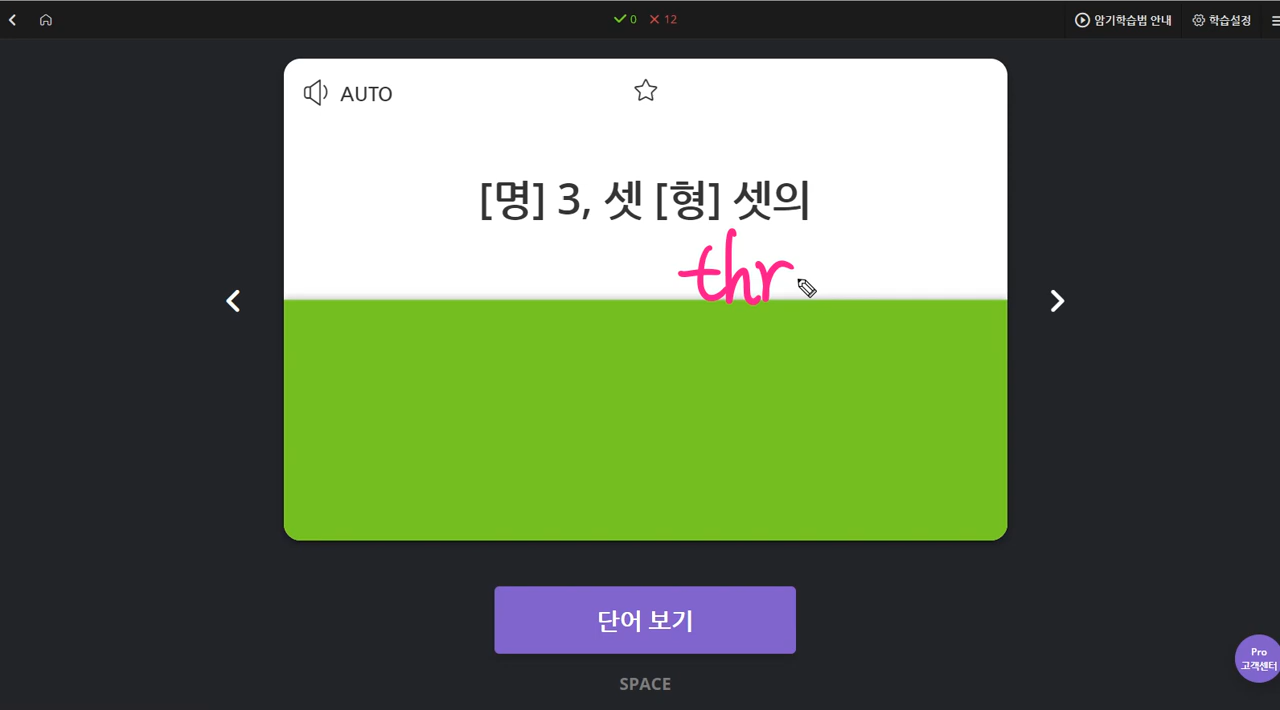 0 12 암기학습법 안내 학습설정
AUTO
[명] 3, 셋 [형] 셋의
thr
단어 보기
SPACE
Pro
고객센터